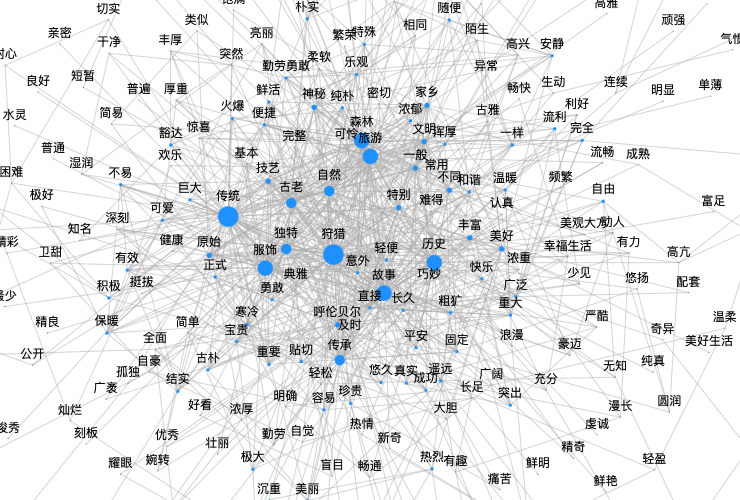 饱满
朴实
随便
高雅
切实
类似
相同
顽强
亲密
亮丽
繁荣
特殊
陌生
干净
丰厚
高兴
安静
突然
柔软
乐观
异常
勤劳勇敢
良好
短暂
普遍
厚重
鲜活
神秘
纯朴
密切
家乡
畅快
生动
连续
明显
单薄
水灵
简易
火爆
便捷
浓郁
古雅
利好
流利
豁达
惊喜
完整
森林
可怜
旅游
文明
浑厚
一样
完全
普通
湿润
欢乐
基本
一般
常用
流畅
成熟
困难
不易
技艺
自然
不同
和谐
温暖
频繁
极好
巨大
传统
古老
特别
难得
认真
自由
富足
可爱
深刻
美观大方
动人
知名
独特
狩猎
丰富
美好
健康
原始
服饰
历史
幸福生活
有力
卫甜
轻便
浓重
高亢
有效
正式
意外
典雅
故事
巧妙
快乐
少见
悠扬
配套
挺拔
积极
勇敢
直接
长久
粗犷
广泛
重大
寒冷
呼伦贝尔
及时
严酷
温柔
精良
保暖
简单
宝贵
奇异
全面
传承
平安
固定
浪漫
豪迈
美好生活
公开
自豪
古朴
重要
贴切
无知
纯真
孤独
结实
轻松
悠久
真实
遥远
成功
广阔
充分
广袤
长足
突出
明确
容易
珍贵
圆润
灿烂
好看
浓厚
大胆
漫长
刻板
优秀
勤劳
自觉
热情
新奇
虔诚
壮丽
精奇
耀眼
婉转
极大
盲目
畅通
热烈
有趣
鲜明
轻盈
沉重
美丽
痛苦
鲜艳